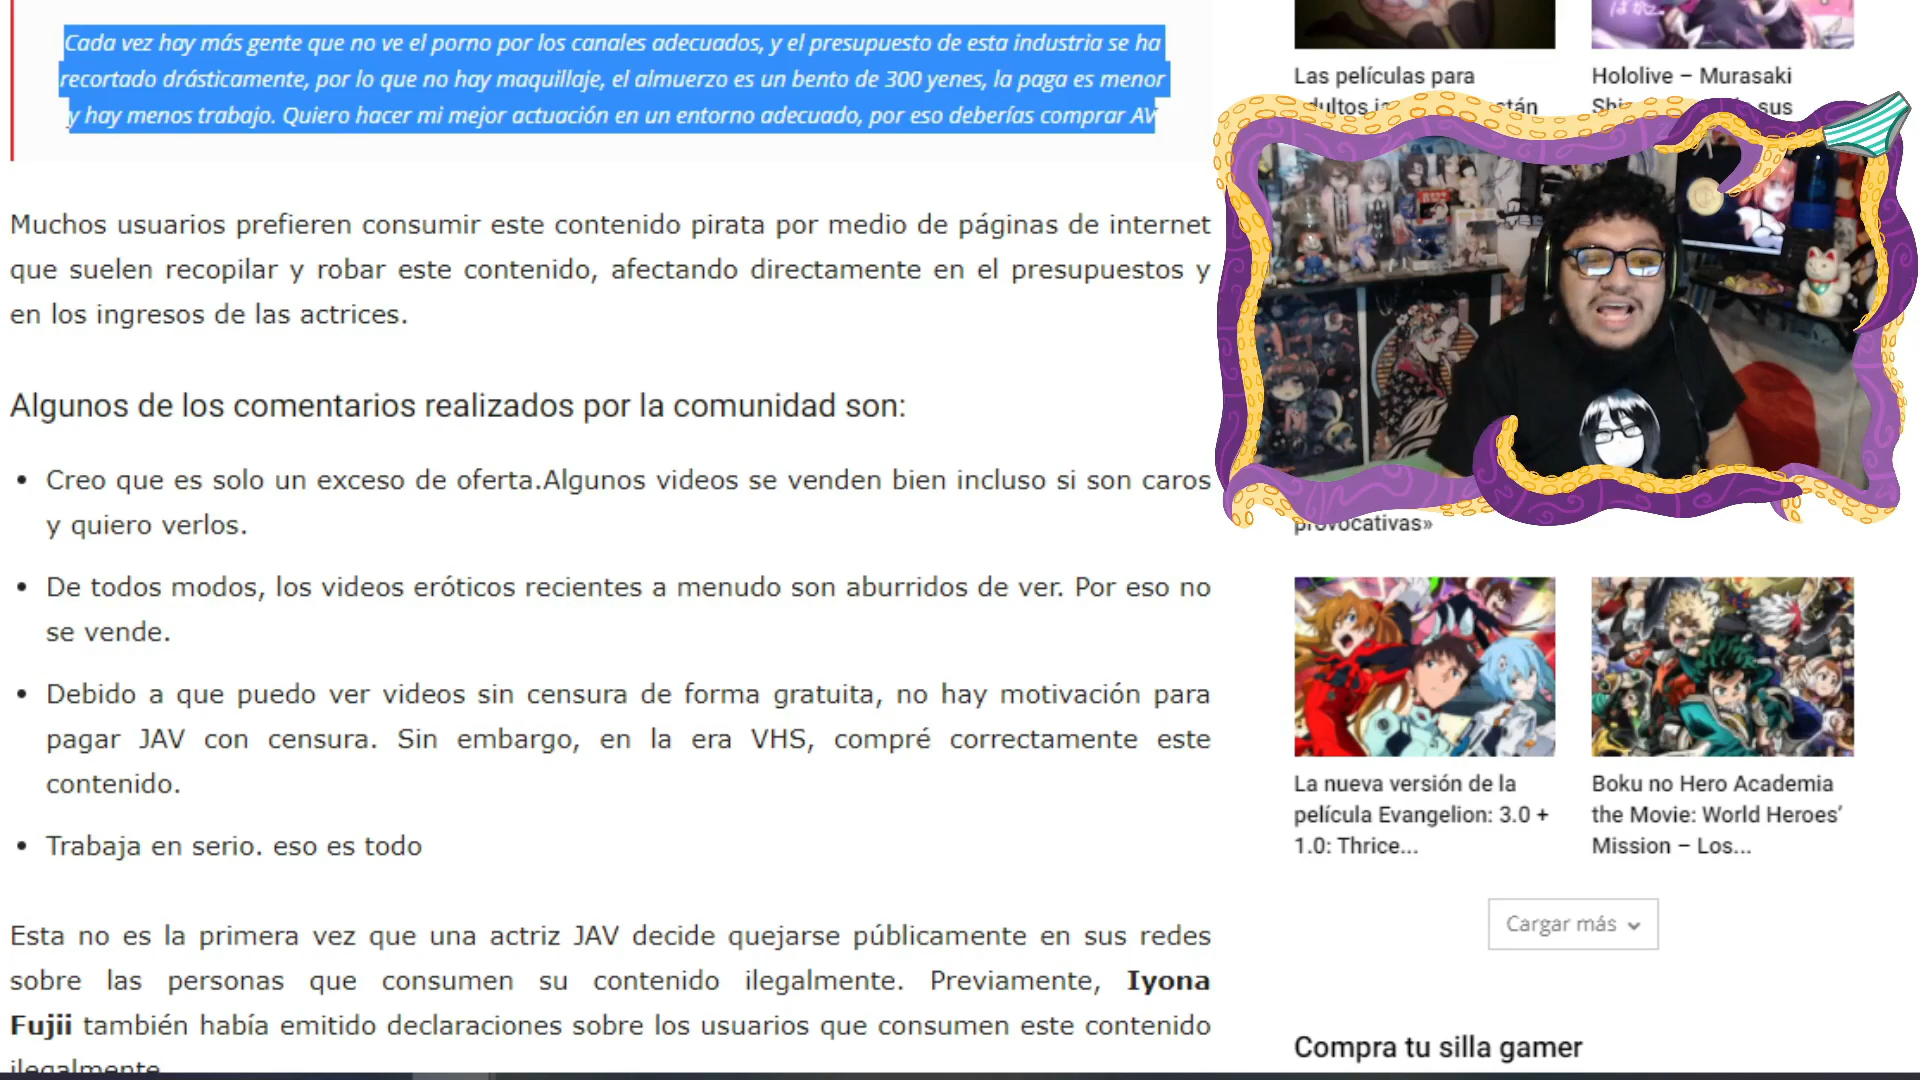 Cada vez hay más gente que no ve el porno por los canales adecuados, y el presupuesto de esta industria se ha
recortado drásticamente, por lo que no hay maquillaje, el almuerzo es un bento de 300 yenes, la paga es menor
y hay menos trabajo. Quiero hacer mi mejor actuación en un entorno adecuado, por eso deberías comprar AV
Muchos usuarios prefieren consumir este contenido pirata por medio de páginas de internet
que suelen recopilar y robar este contenido, afectando directamente en el presupuestos y
en los ingresos de las actrices.
Algunos de los comentarios realizados por la comunidad son:
Creo que es solo un exceso de oferta.Algunos videos se venden bien incluso si son caros
y quiero verlos.
De todos modos, los videos eróticos recientes a menudo son aburridos de ver. Por eso no
se vende.
Debido a que puedo ver videos sin censura de forma gratuita, no hay motivación para
pagar JAV con censura. Sin embargo, en la era VHS, compré correctamente este
contenido.
Trabaja en serio. eso es todo
Esta no es la primera vez que una actriz JAV decide quejarse públicamente en sus redes
sobre las personas que consumen su contenido ilegalmente. Previamente, Iyona
Fujii también había emitido declaraciones sobre los usuarios que consumen este contenido
ilegalmente.
Las películas para
Hololive – Murasaki
sus
provocativas»
La nueva versión de la
película Evangelion: 3.0 +
1.0: Thrice...
Boku no Hero Academia
the Movie: World Heroes’
Mission – Los...
Cargar más
Compra tu silla gamer